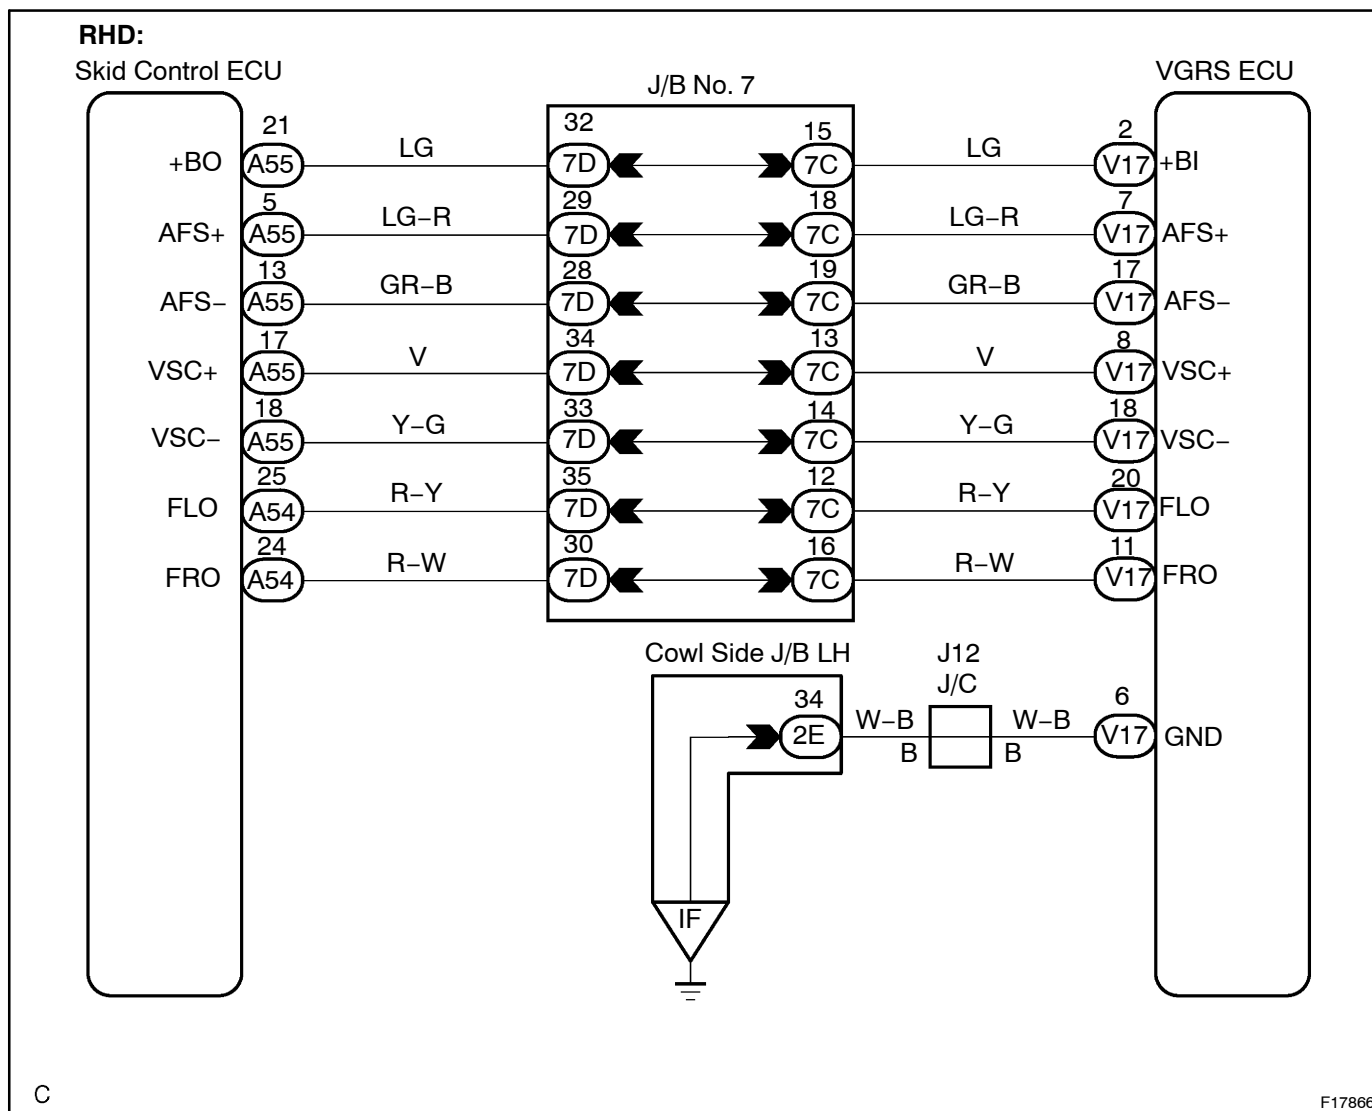 RHD:
Skid Control ECU
J/B No. 7
VGRS ECU
21 32 15 2
+BO A55 LG 7D 7C LG V17 +BI
5 29 18 7
AFS+ A55 LG–R 7D 7C LG–R V17 AFS+
13 28 19 17
AFS– A55 GR–B 7D 7C GR–B V17 AFS–
17 34 13 8
VSC+ A55 V 7D 7C V V17 VSC+
18 33 14 18
VSC– A55 Y–G 7D 7C Y–G V17 VSC–
25 35 12 20
FLO A54 R–Y 7D 7C R–Y V17 FLO
24 30 16 11
FRO A54 R–W 7D 7C R–W V17 FRO
Cowl Side J/B LH
J12
J/C
34 6
2E W–B W–B V17 GND
B B
IF
C
F17866